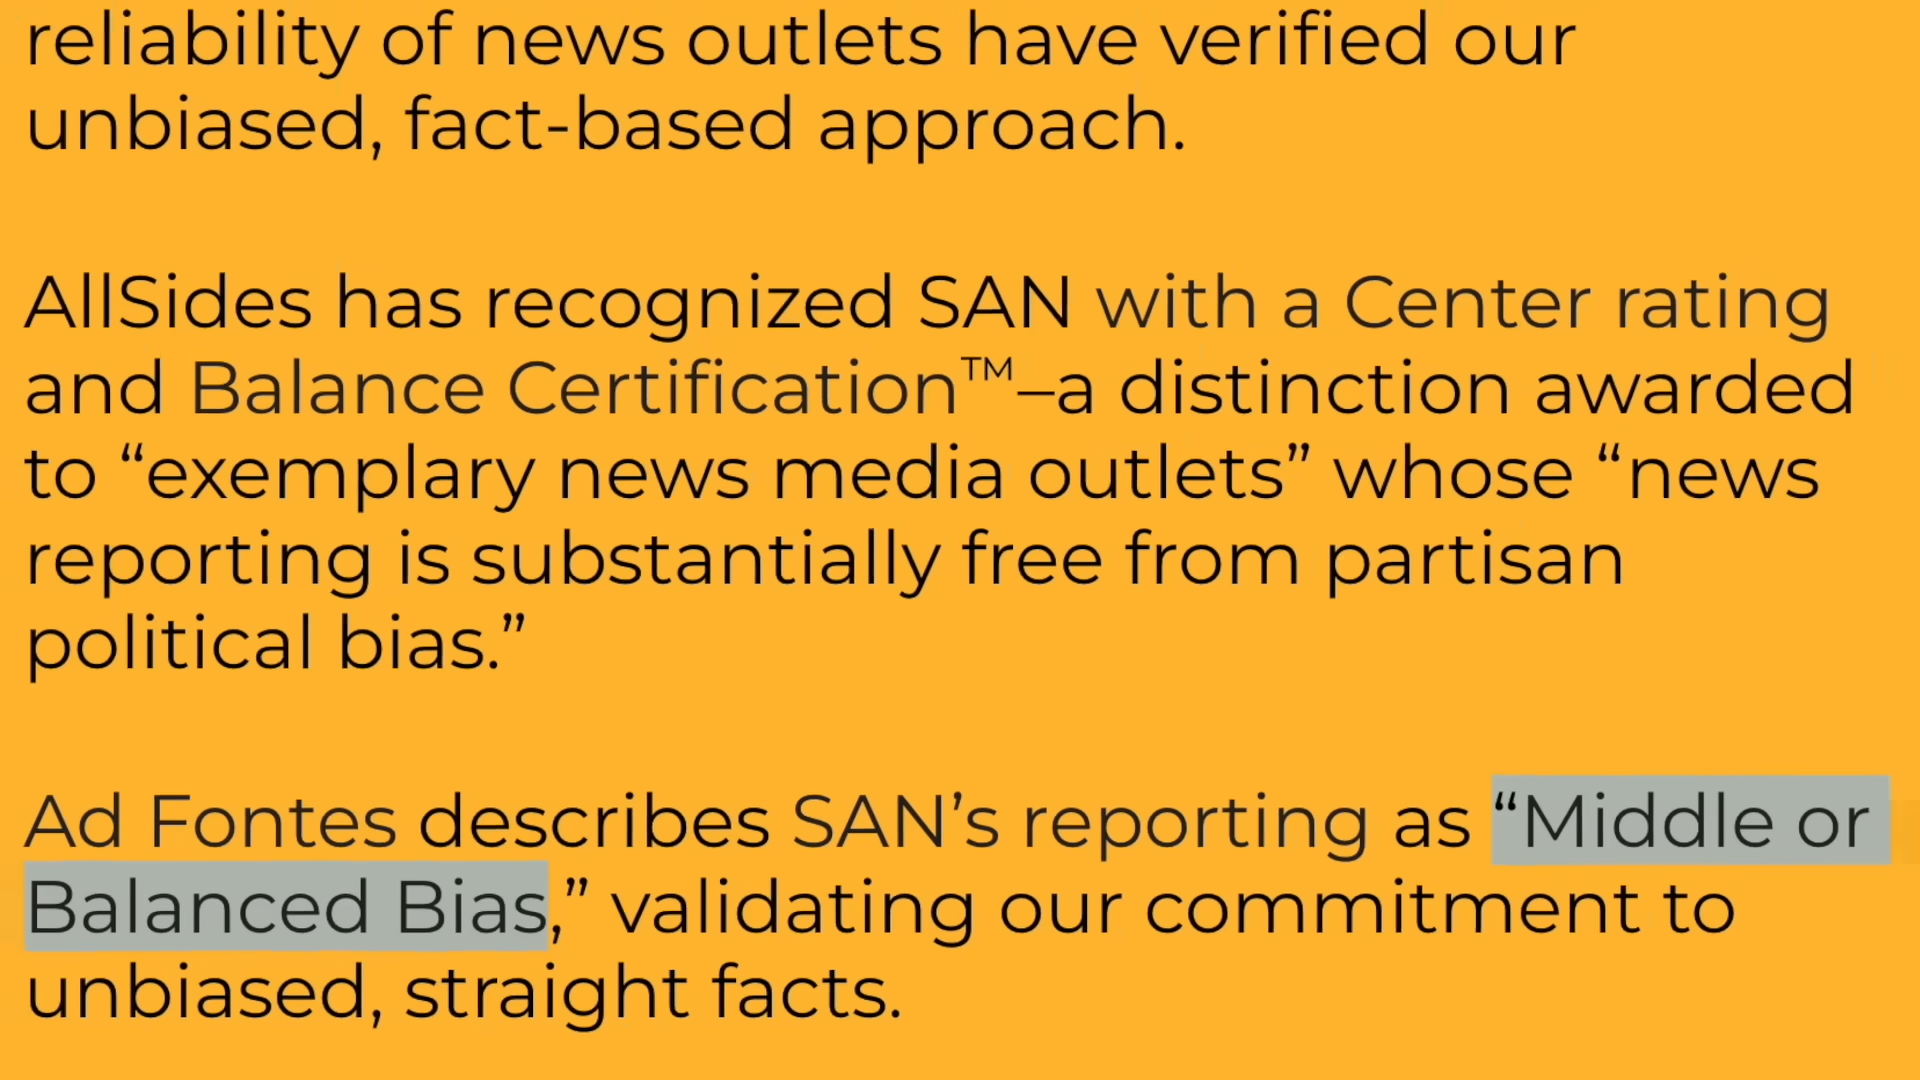 reliability of news outlets have verified our
unbiased, fact-based approach.
AllSides has recognized SAN with a Center rating
and Balance Certification™–a distinction awarded
to “exemplary news media outlets” whose “news
reporting is substantially free from partisan
political bias.”
Ad Fontes describes SAN’s reporting as “Middle or
Balanced Bias,” validating our commitment to
unbiased, straight facts.